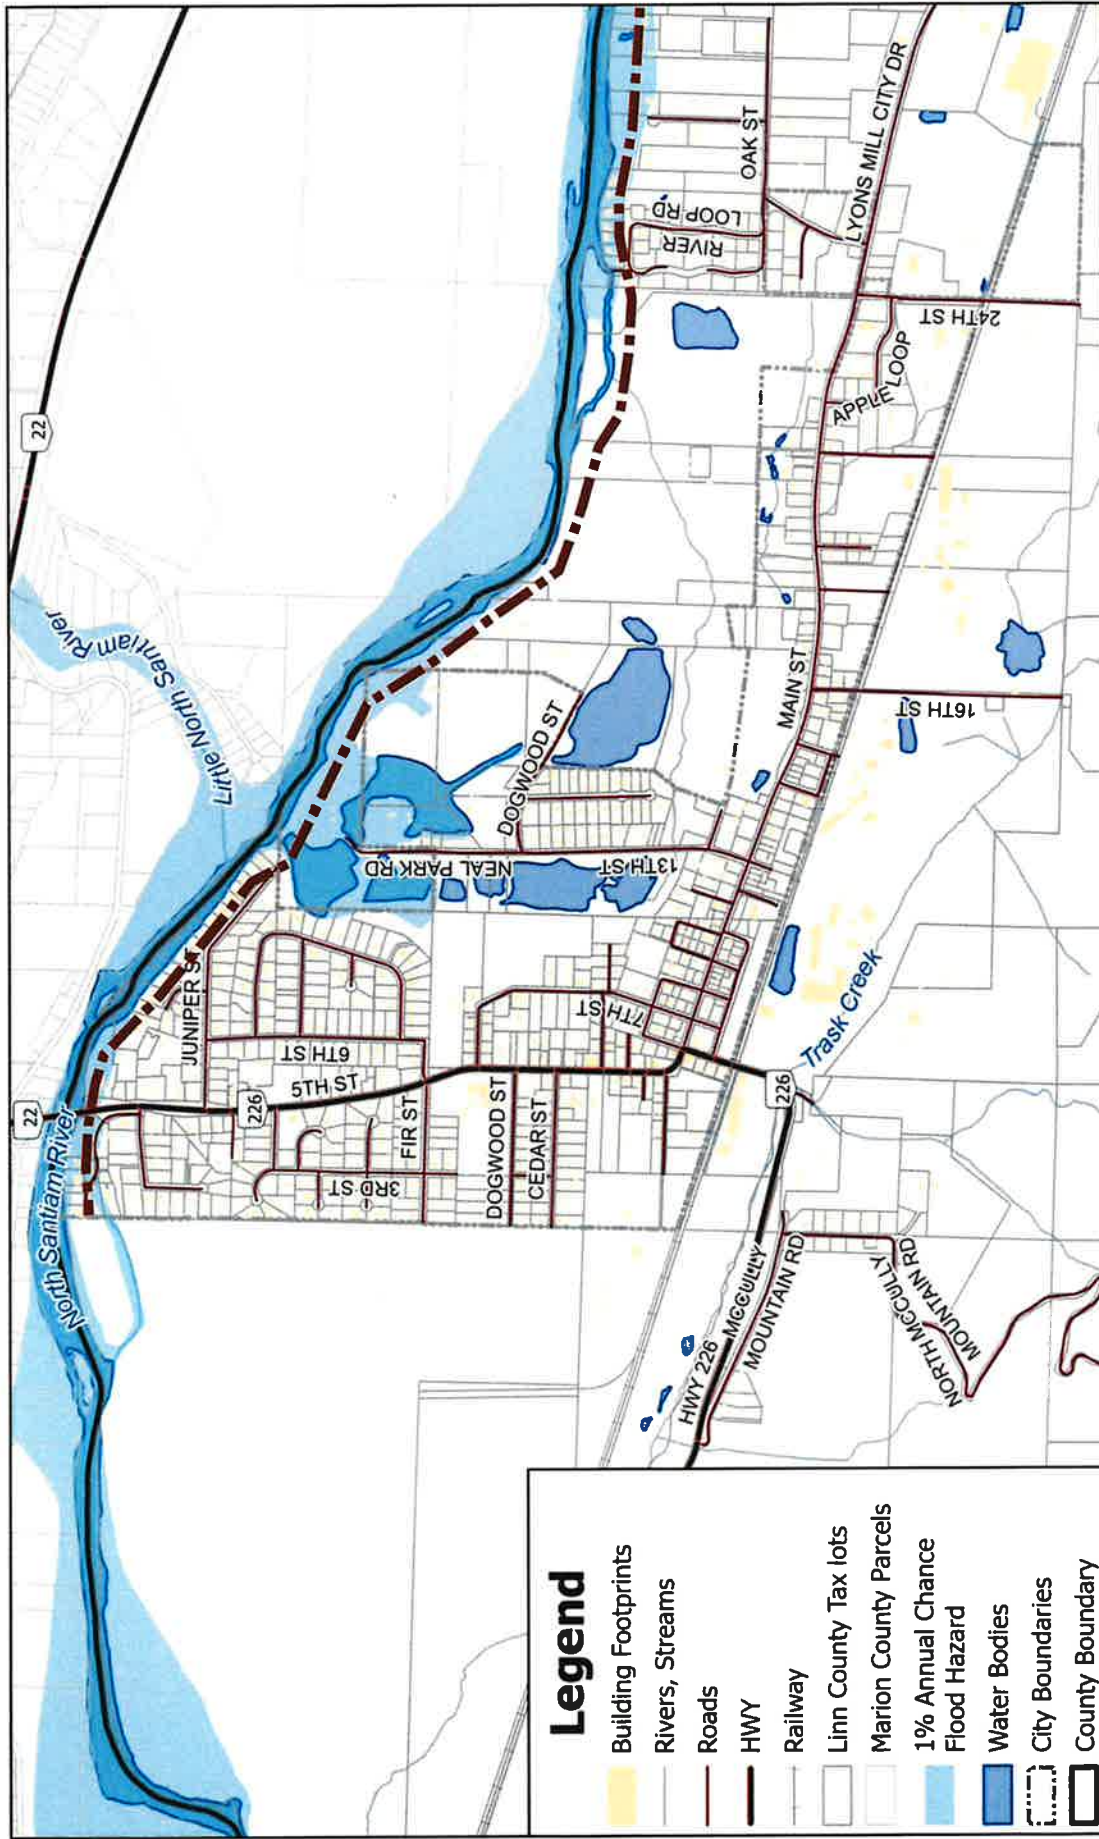 22
22
North Santiam River
Little North Santiam River
JUNIPER ST
6TH ST
5TH ST
226
FIR ST
3RD ST
DOGWOOD ST
CEDAR ST
7TH ST
NEAL PARK RD
13TH ST
DOGWOOD ST
MAIN ST
16TH ST
APPLE LOOP
24TH ST
RIVER
LOOP RD
OAK ST
LYONS MILL CITY DR
Trask Creek
226
HWY 226
MCCULLY
MOUNTAIN RD
NORTH MCCULLY
MOUNTAIN RD
Legend
Building Footprints
Rivers, Streams
Roads
HWY
Railway
Linn County Tax lots
Marion County Parcels
1% Annual Chance
Flood Hazard
Water Bodies
City Boundaries
County Boundary